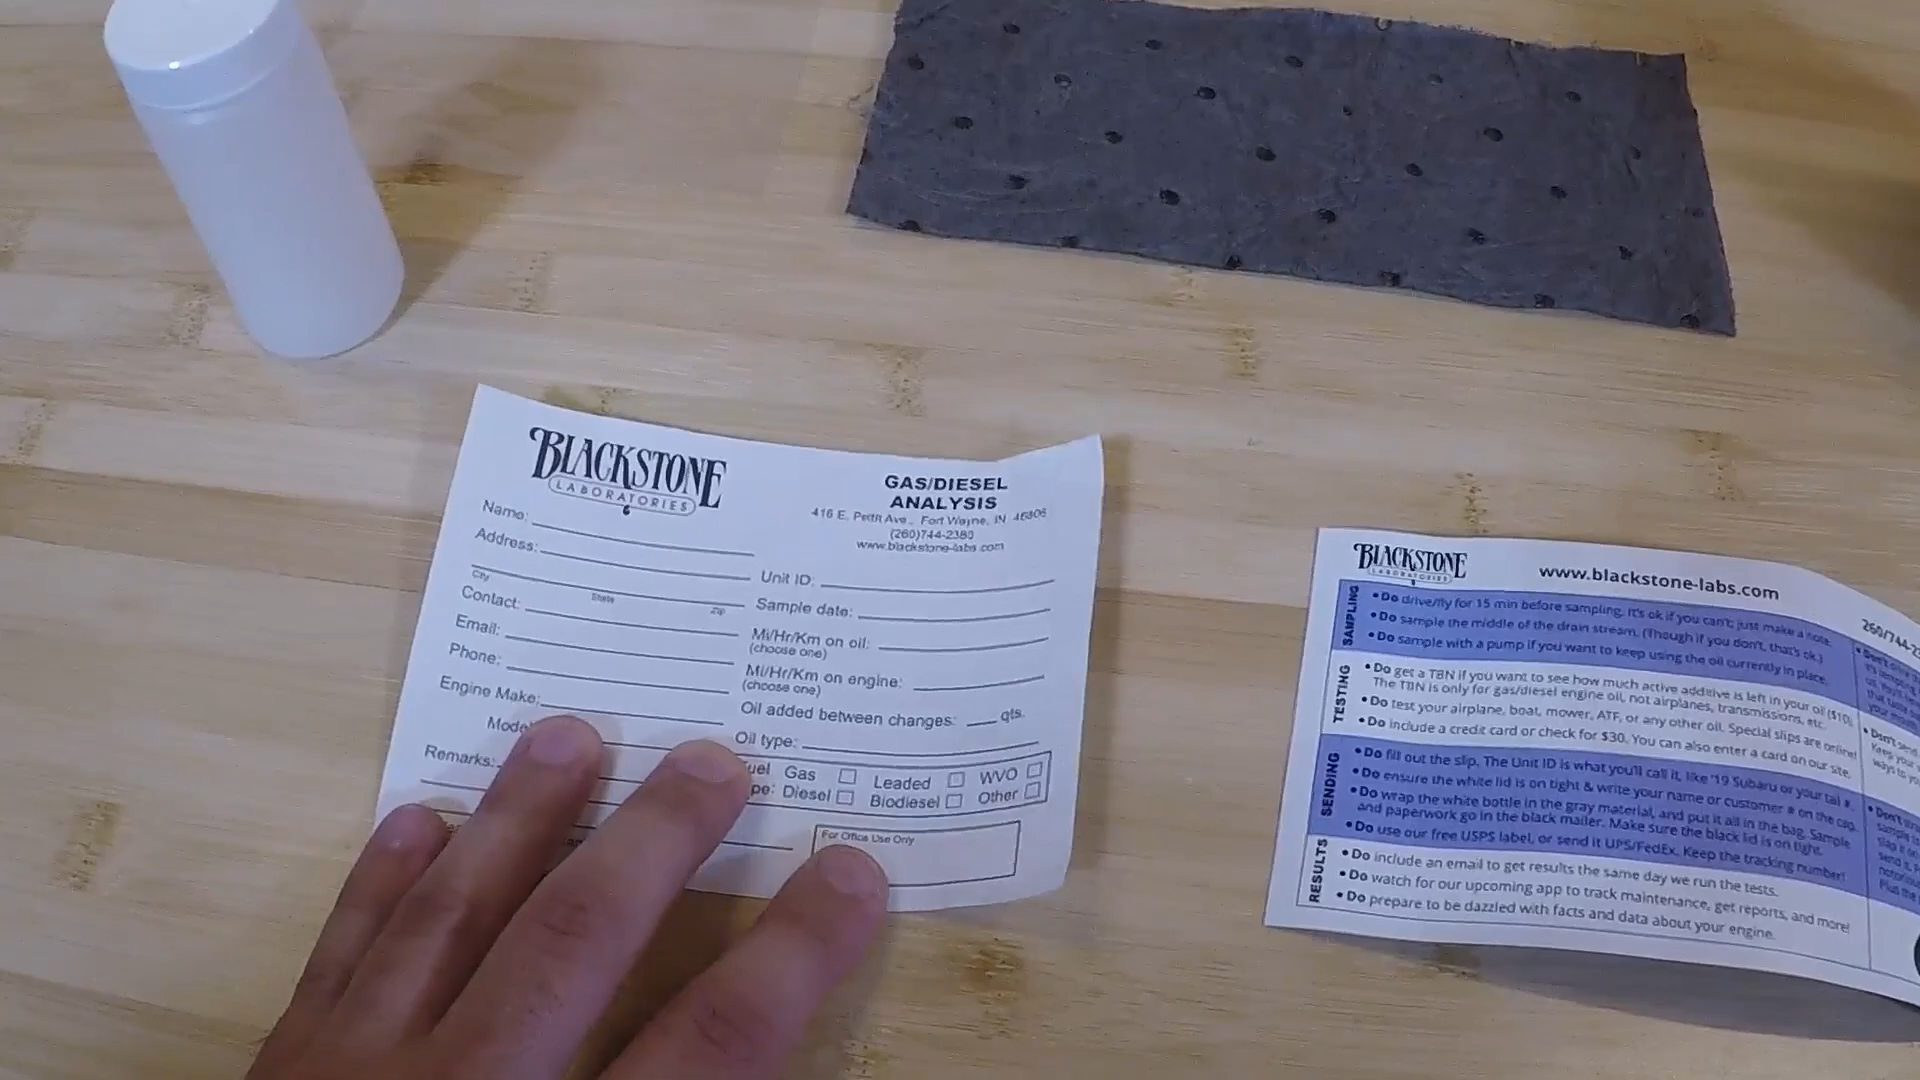 BLACKSTONE
LABORATORIES
GAS/DIESEL
ANALYSIS
416 E. Pettit Ave., Fort Wayne, IN 46806
(260)744-2380
www.blackstone-labs.com
Name:
Address:
City State Zip
Contact:
Email:
Phone:
Engine Make:
Model
Remarks:
Unit ID:
Sample date:
Mi/Hr/Km on oil:
(choose one)
Mi/Hr/Km on engine:
(choose one)
Oil added between changes: qts.
Oil type:
Gas Leaded WVO
Diesel Biodiesel Other
For Office Use Only
BLACKSTONE
LABORATORIES
www.blackstone-labs.com
260/744-2
SAMPLING
• Do drive/fly for 15 min before sampling. It's ok if you can't; just make a note.
• Do sample the middle of the drain stream. (Though if you don't, that's ok.)
• Do sample with a pump if you want to keep using the oil currently in place.
TESTING
• Do get a TBN if you want to see how much active additive is left in your oil ($10).
The TBN is only for gas/diesel engine oil, not airplanes, transmissions, etc.
• Do test your airplane, boat, mower, ATF, or any other oil. Special slips are online!
• Do include a credit card or check for $30. You can also enter a card on our site.
SENDING
• Do fill out the slip. The Unit ID is what you'll call it, like '19 Subaru or your tail #.
• Do ensure the white lid is on tight & write your name or customer # on the cap.
• Do wrap the white bottle in the gray material, and put it all in the bag. Sample
and paperwork go in the black mailer. Make sure the black lid is on tight.
• Do use our free USPS label, or send it UPS/FedEx. Keep the tracking number!
RESULTS
• Do include an email to get results the same day we run the tests.
• Do watch for our upcoming app to track maintenance, get reports, and more!
• Do prepare to be dazzled with facts and data about your engine.